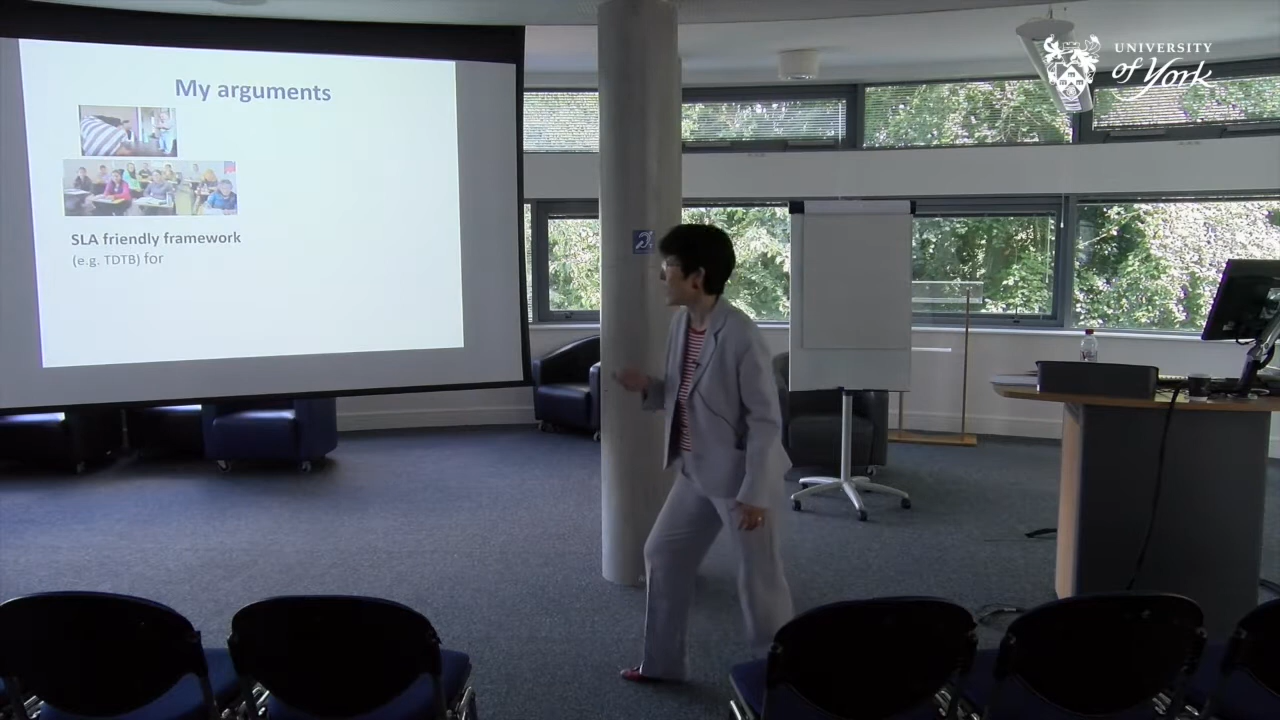 My arguments
SLA friendly framework
(e.g. TDTB) for
UNIVERSITY
of York